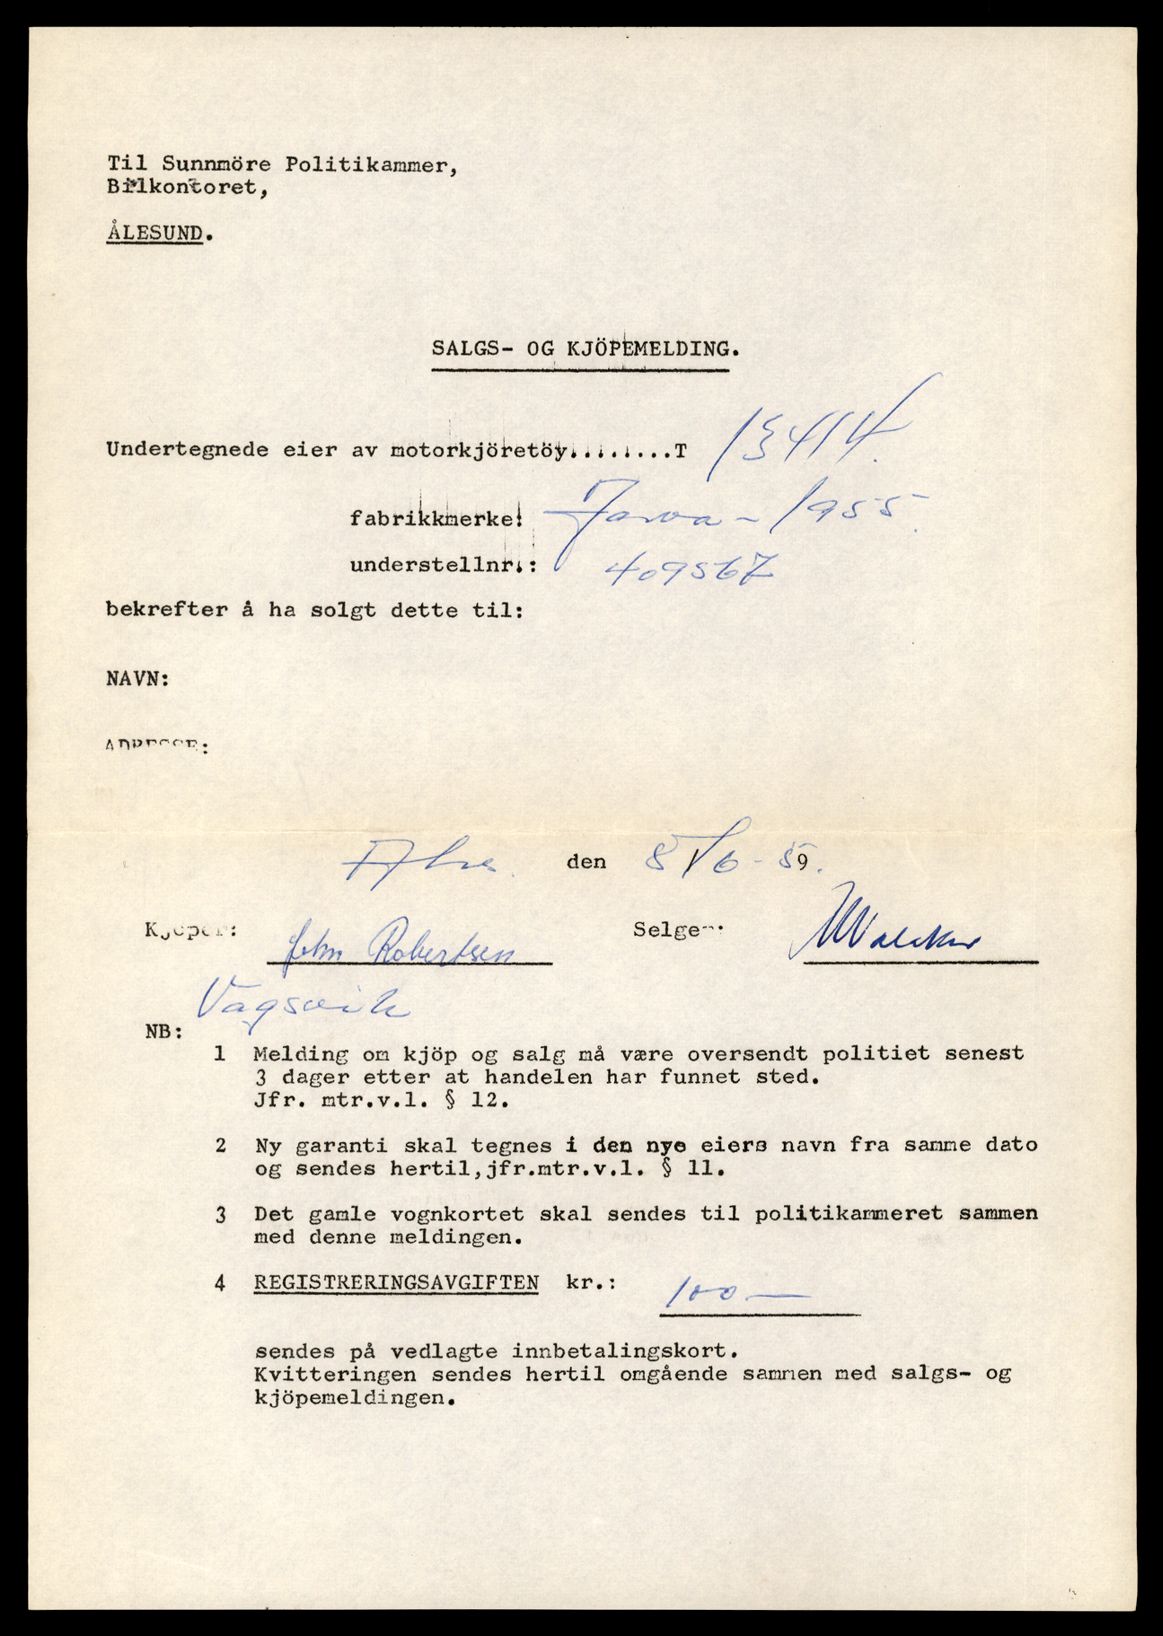 Til Sunnmöre Politikammer,
Bilkontoret,
ÅLESUND.
SALGS- OG KJÖPEMELDING.
Undertegnede eier av motorkjöretöy........T 13414.
fabrikkmerke: Jawa - 1955.
understellnr.: 409567
bekrefter å ha solgt dette til:
NAVN:
ADRESSE:
den 8/6-59.
Kjöper: John Robertsen Selger:
Vågsvik
NB:
1 Melding om kjöp og salg må være oversendt politiet senest
3 dager etter at handelen har funnet sted.
Jfr. mtr.v.l. § 12.
2 Ny garanti skal tegnes i den nye eiers navn fra samme dato
og sendes hertil,jfr.mtr.v.l. § 11.
3 Det gamle vognkortet skal sendes til politikammeret sammen
med denne meldingen.
4 REGISTRERINGSAVGIFTEN kr.: 100 —
sendes på vedlagte innbetalingskort.
Kvitteringen sendes hertil omgående sammen med salgs- og
kjöpemeldingen.